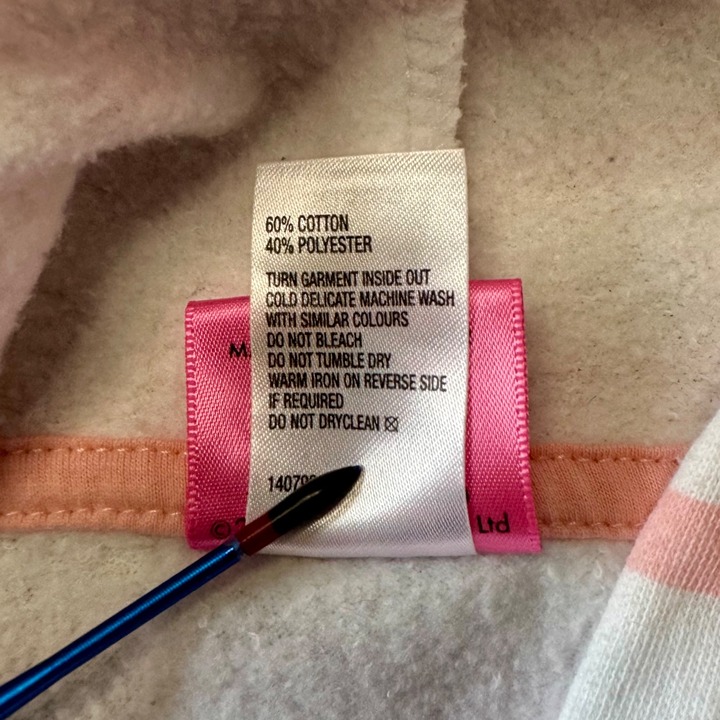 60% COTTON
40% POLYESTER
TURN GARMENT INSIDE OUT
COLD DELICATE MACHINE WASH
WITH SIMILAR COLOURS
DO NOT BLEACH
DO NOT TUMBLE DRY
WARM IRON ON REVERSE SIDE
IF REQUIRED
DO NOT DRYCLEAN
Ltd